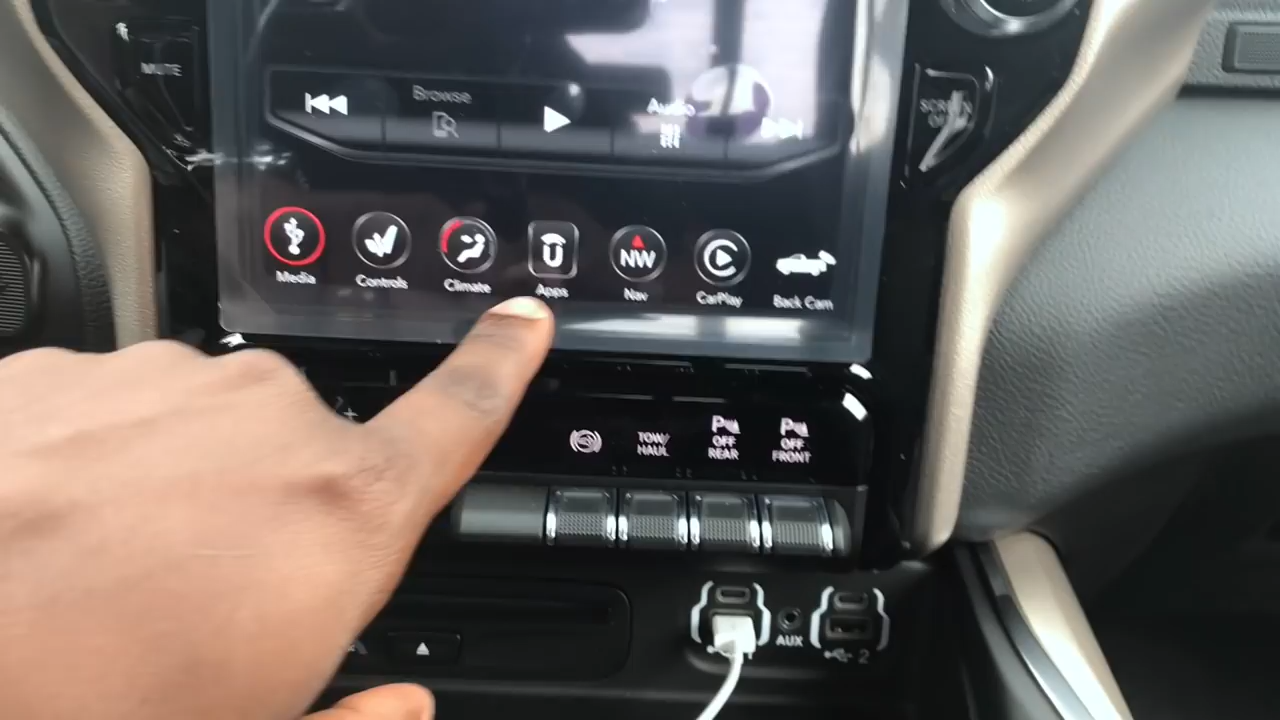 MUTE
Browse
Audio
SCREEN
OFF
Media
Controls
Climate
U
Apps
NW
Nav
CarPlay
Back Cam
TOW/
HAUL
P
OFF
REAR
P
OFF
FRONT
AUX
2